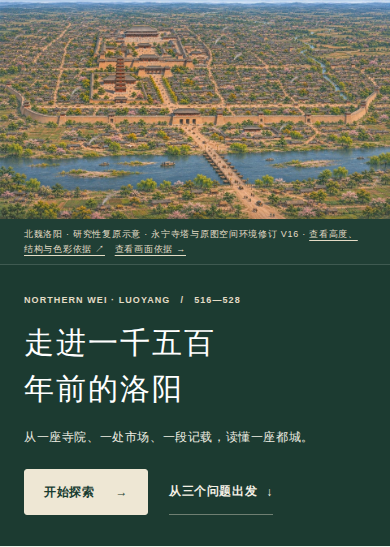 北魏洛阳 · 研究性复原示意 · 永宁寺塔与原图空间环境修订 V16 · 查看高度、
结构与色彩依据 ↗ 查看画面依据 →
NORTHERN WEI · LUOYANG / 516—528
走进一千五百
年前的洛阳
从一座寺院、一处市场、一段记载，读懂一座都城。
开始探索 → 从三个问题出发 ↓